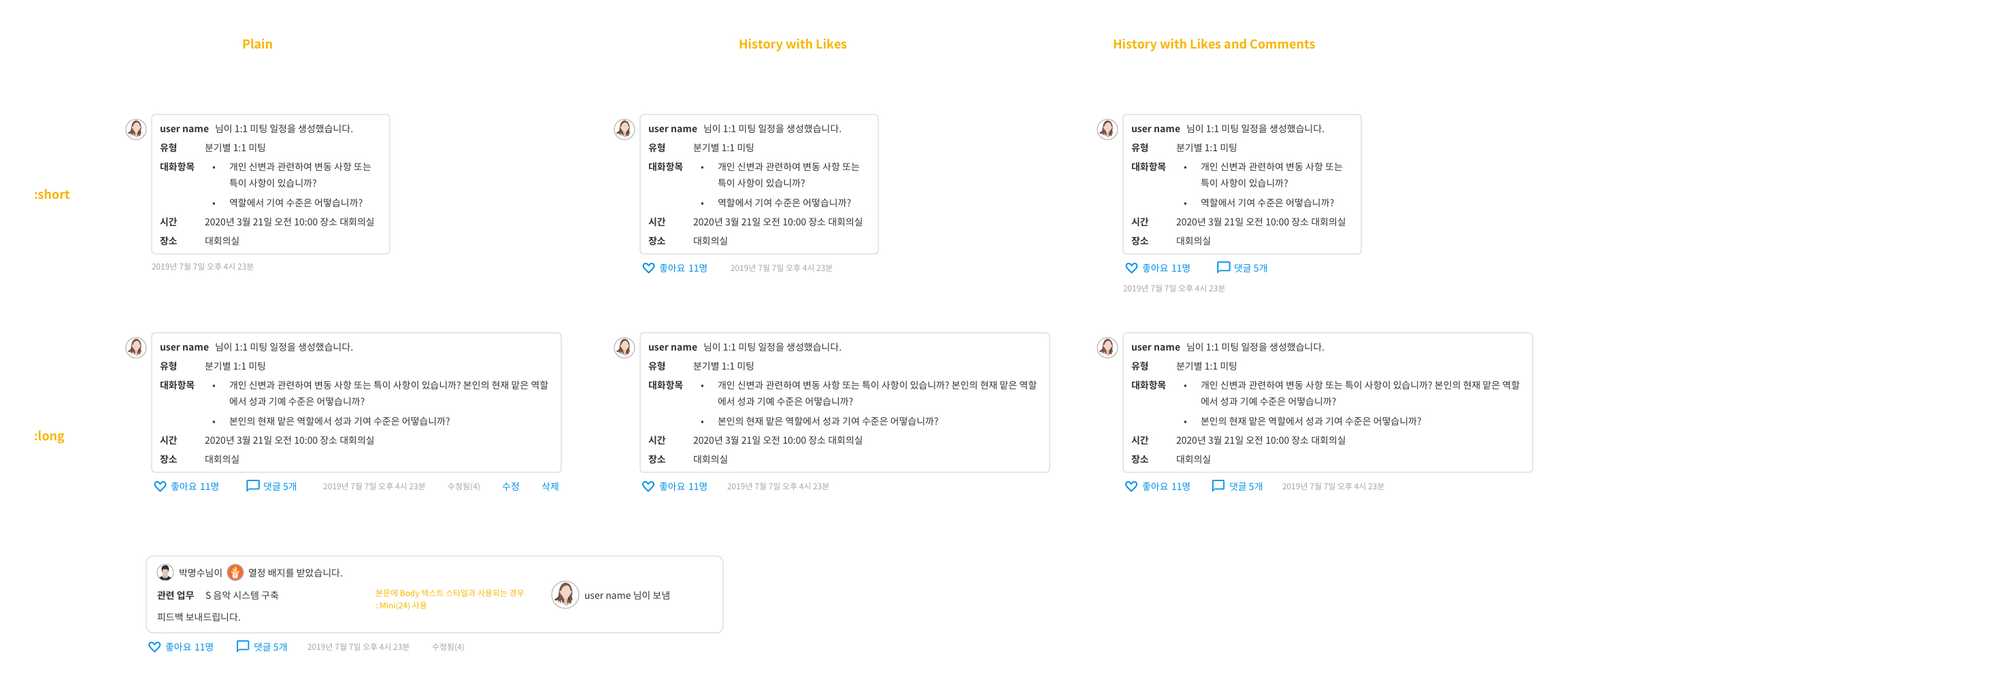 Plain
History with Likes
History with Likes and Comments
:short
user name 님이 1:1 미팅 일정을 생성했습니다.
유형 분기별 1:1 미팅
대화항목 • 개인 신변과 관련하여 변동 사항 또는
특이 사항이 있습니까?
• 역할에서 기여 수준은 어떻습니까?
시간 2020년 3월 21일 오전 10:00 장소 대회의실
장소 대회의실
2019년 7월 7일 오후 4시 23분
user name 님이 1:1 미팅 일정을 생성했습니다.
유형 분기별 1:1 미팅
대화항목 • 개인 신변과 관련하여 변동 사항 또는
특이 사항이 있습니까?
• 역할에서 기여 수준은 어떻습니까?
시간 2020년 3월 21일 오전 10:00 장소 대회의실
장소 대회의실
좋아요 11명 2019년 7월 7일 오후 4시 23분
user name 님이 1:1 미팅 일정을 생성했습니다.
유형 분기별 1:1 미팅
대화항목 • 개인 신변과 관련하여 변동 사항 또는
특이 사항이 있습니까?
• 역할에서 기여 수준은 어떻습니까?
시간 2020년 3월 21일 오전 10:00 장소 대회의실
장소 대회의실
좋아요 11명 댓글 5개
2019년 7월 7일 오후 4시 23분
:long
user name 님이 1:1 미팅 일정을 생성했습니다.
유형 분기별 1:1 미팅
대화항목 • 개인 신변과 관련하여 변동 사항 또는 특이 사항이 있습니까? 본인의 현재 맡은 역할
에서 성과 기예 수준은 어떻습니까?
• 본인의 현재 맡은 역할에서 성과 기여 수준은 어떻습니까?
시간 2020년 3월 21일 오전 10:00 장소 대회의실
장소 대회의실
좋아요 11명 댓글 5개 2019년 7월 7일 오후 4시 23분 수정됨(4) 수정 삭제
user name 님이 1:1 미팅 일정을 생성했습니다.
유형 분기별 1:1 미팅
대화항목 • 개인 신변과 관련하여 변동 사항 또는 특이 사항이 있습니까? 본인의 현재 맡은 역할
에서 성과 기예 수준은 어떻습니까?
• 본인의 현재 맡은 역할에서 성과 기여 수준은 어떻습니까?
시간 2020년 3월 21일 오전 10:00 장소 대회의실
장소 대회의실
좋아요 11명 2019년 7월 7일 오후 4시 23분
user name 님이 1:1 미팅 일정을 생성했습니다.
유형 분기별 1:1 미팅
대화항목 • 개인 신변과 관련하여 변동 사항 또는 특이 사항이 있습니까? 본인의 현재 맡은 역할
에서 성과 기예 수준은 어떻습니까?
• 본인의 현재 맡은 역할에서 성과 기여 수준은 어떻습니까?
시간 2020년 3월 21일 오전 10:00 장소 대회의실
장소 대회의실
좋아요 11명 댓글 5개 2019년 7월 7일 오후 4시 23분
박명수님이 열정 배지를 받았습니다.
관련 업무 S 음악 시스템 구축
피드백 보내드립니다.
본문에 Body 텍스트 스타일과 사용되는 경우
: Mini(24) 사용
user name 님이 보냄
좋아요 11명 댓글 5개 2019년 7월 7일 오후 4시 23분 수정됨(4)